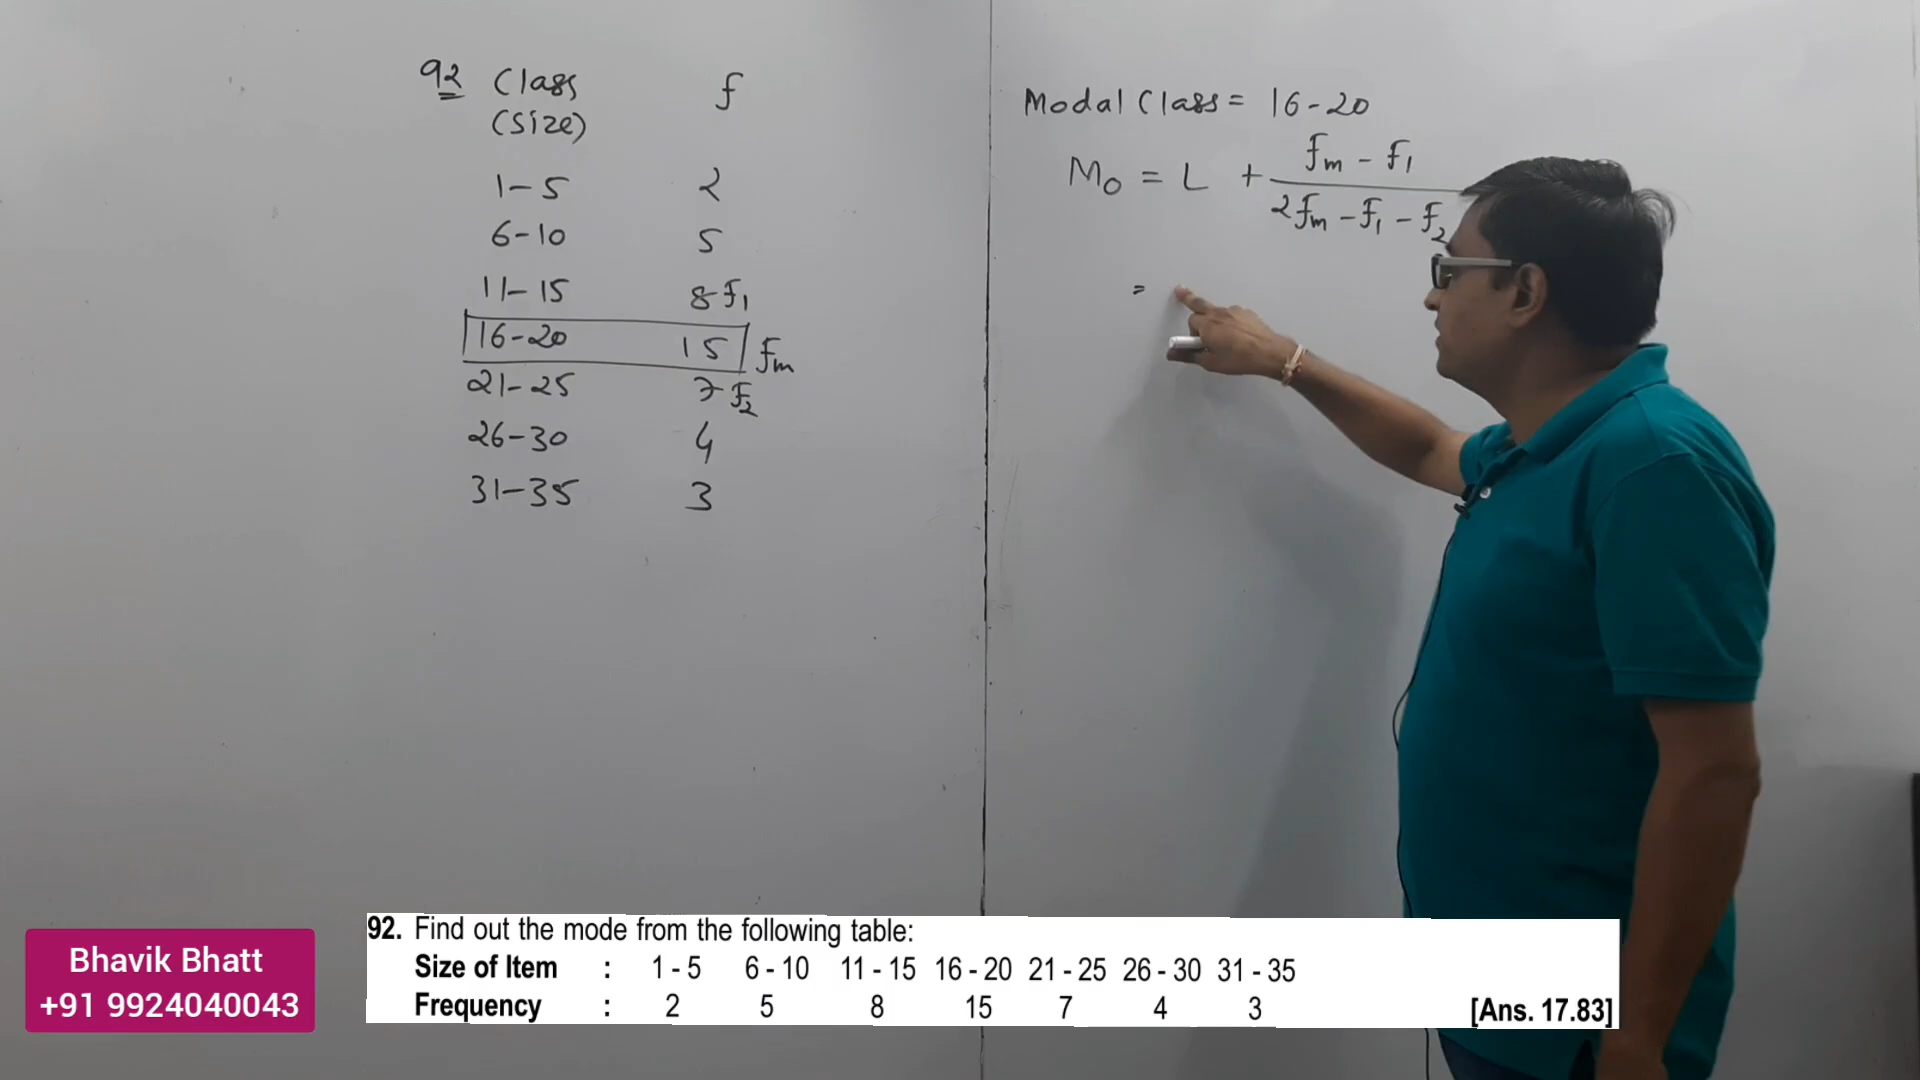 92 Class f
(Size)
1-5 2
6-10 5
11-15 8 f1
16-20 15 fm
21-25 7 f2
26-30 4
31-35 3
Modal Class = 16-20
Mo = L + fm - f1
2fm - f1 - f2
=
92. Find out the mode from the following table:
Size of Item : 1 - 5 6 - 10 11 - 15 16 - 20 21 - 25 26 - 30 31 - 35
Frequency : 2 5 8 15 7 4 3 [Ans. 17.83]
Bhavik Bhatt
+91 9924040043